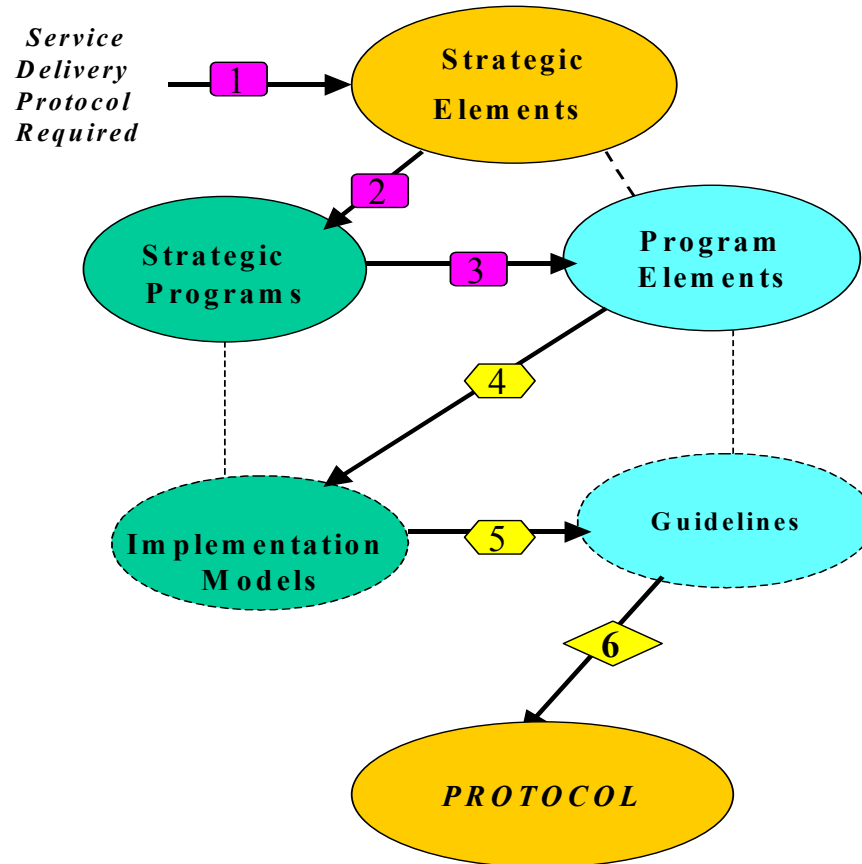 Service
Delivery
Protocol
Required
1
Strategic
Elements
2
Strategic
Programs
3
Program
Elements
4
Implementation
Models
5
Guidelines
6
PROTOCOL